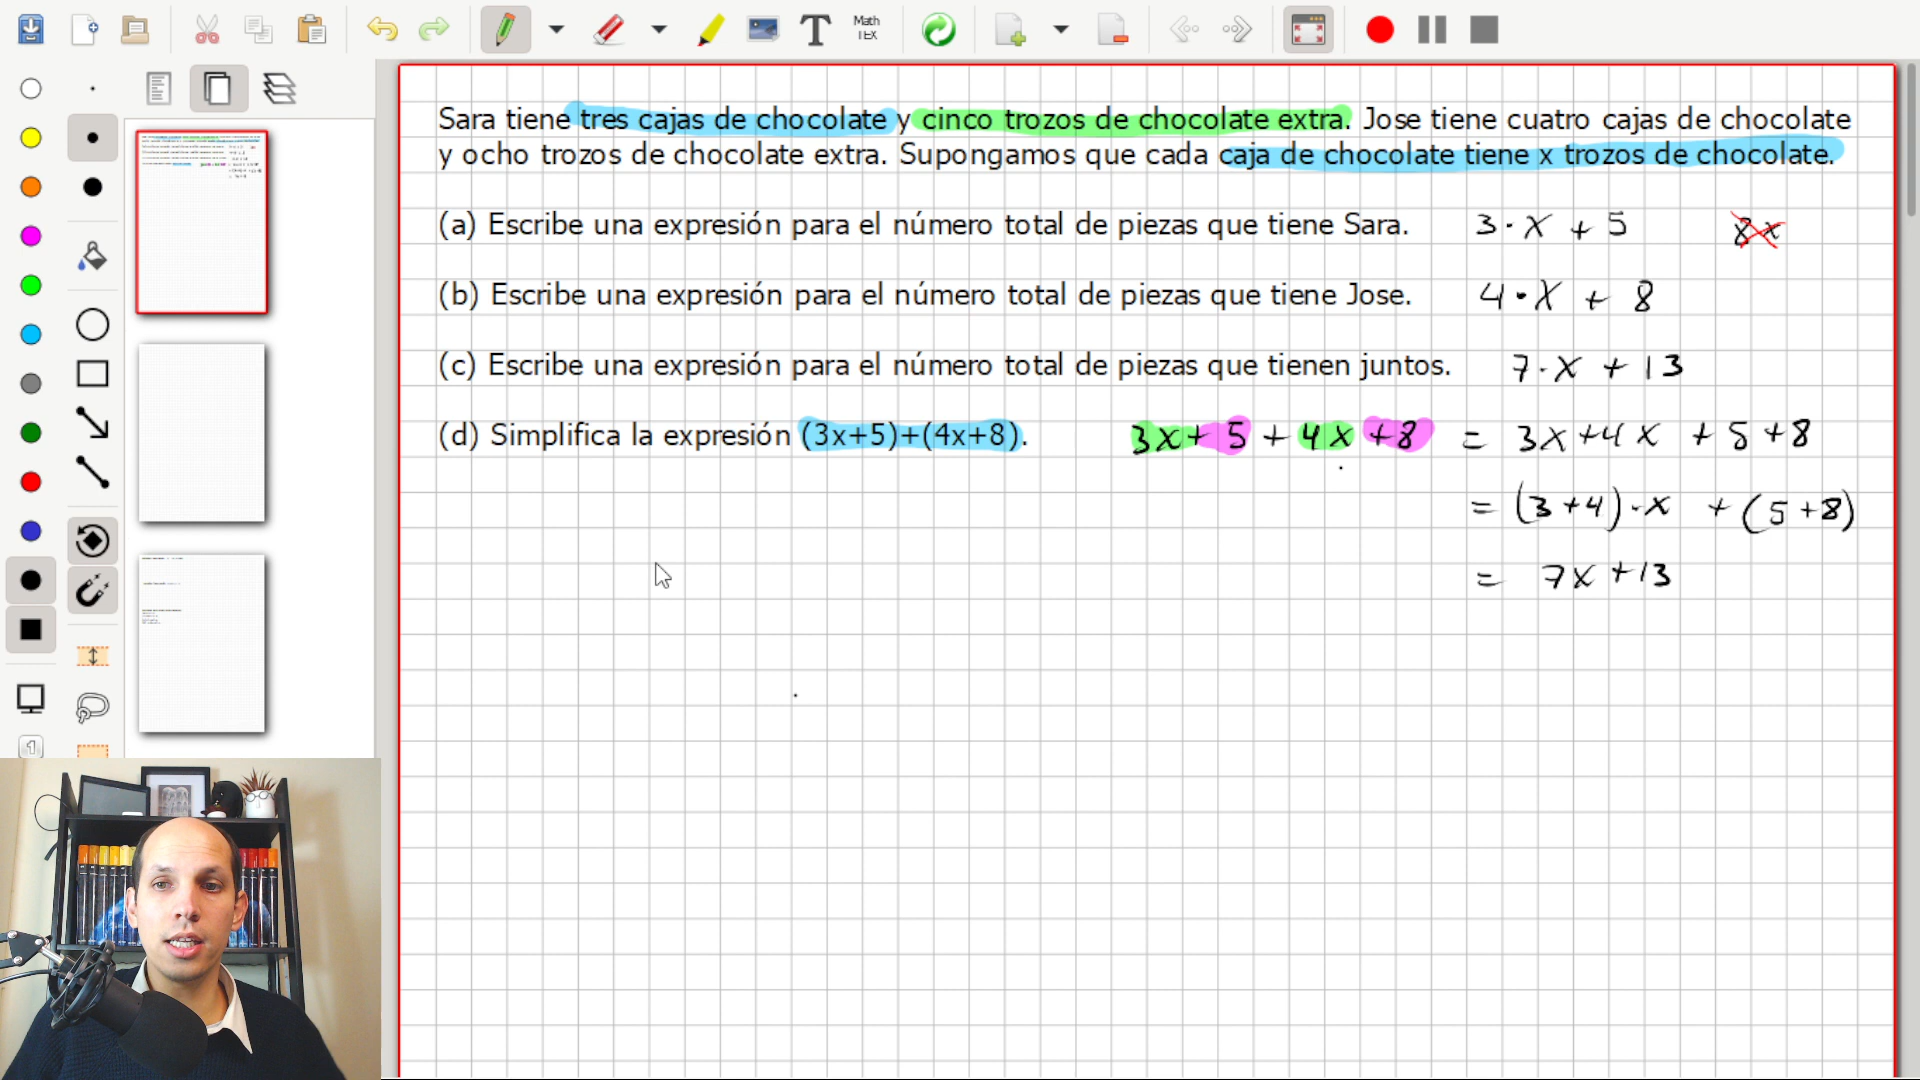 Math
TEX
Sara tiene tres cajas de chocolate y cinco trozos de chocolate extra. Jose tiene cuatro cajas de chocolate
y ocho trozos de chocolate extra. Supongamos que cada caja de chocolate tiene x trozos de chocolate.
(a) Escribe una expresión para el número total de piezas que tiene Sara. 3·x + 5 8x
(b) Escribe una expresión para el número total de piezas que tiene Jose. 4·x + 8
(c) Escribe una expresión para el número total de piezas que tienen juntos. 7·x + 13
(d) Simplifica la expresión (3x+5)+(4x+8). 3x+5+4x+8 = 3x+4x+5+8
= (3+4)·x + (5+8)
= 7x+13
1